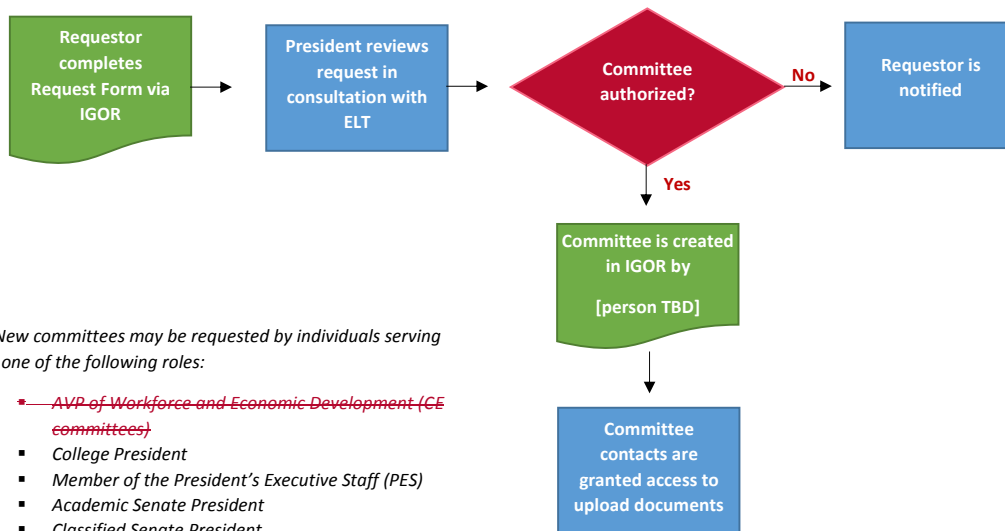 Requestor
completes
Request Form via
IGOR
President reviews
request in
consultation with
ELT
Committee
authorized?
No
Requestor is
notified
Yes
Committee is created
in IGOR by
[person TBD]
Committee
contacts are
granted access to
upload documents
New committees may be requested by individuals serving
one of the following roles:
▪ AVP of Workforce and Economic Development (CE
committees)
▪ College President
▪ Member of the President's Executive Staff (PES)
▪ Academic Senate President
▪ Classified Senate President